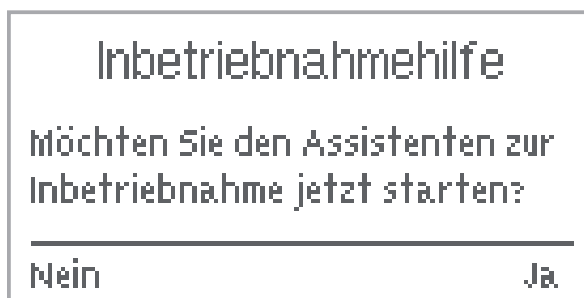 Inbetriebnahmehilfe
Möchten Sie den Assistenten zur
Inbetriebnahme jetzt starten?
Nein Ja